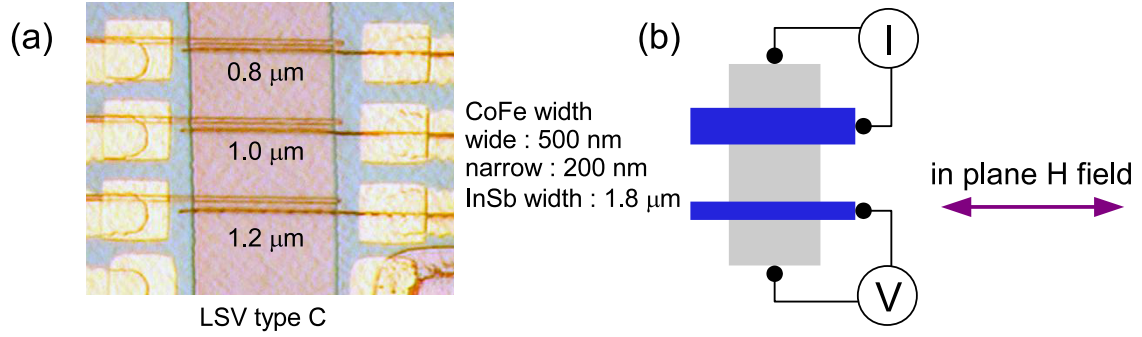 (a)
0.8 μm
1.0 μm
1.2 μm
LSV type C
CoFe width
wide : 500 nm
narrow : 200 nm
InSb width : 1.8 μm
(b)
I
V
in plane H field